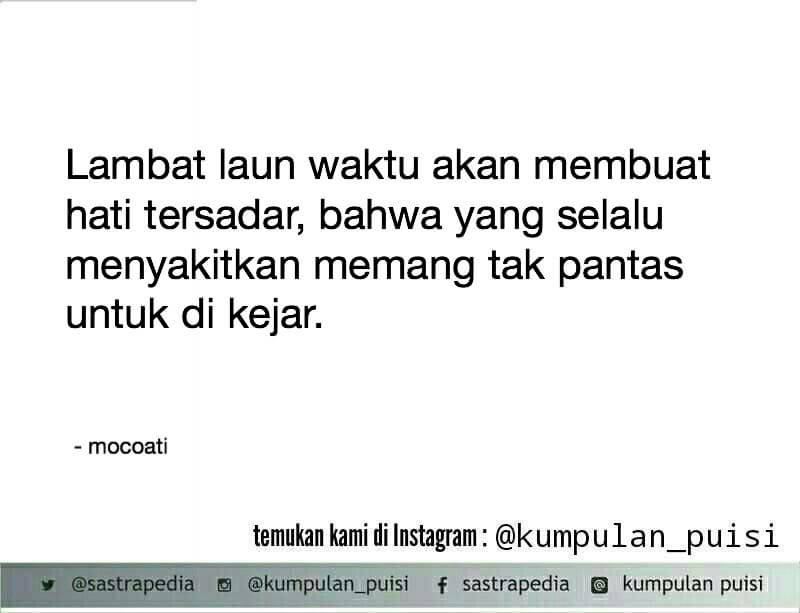 Lambat laun waktu akan membuat
hati tersadar, bahwa yang selalu
menyakitkan memang tak pantas
untuk di kejar.
- mocoati
temukan kami di Instagram : @kumpulan_puisi
@sastrapedia @kumpulan_puisi sastrapedia kumpulan puisi